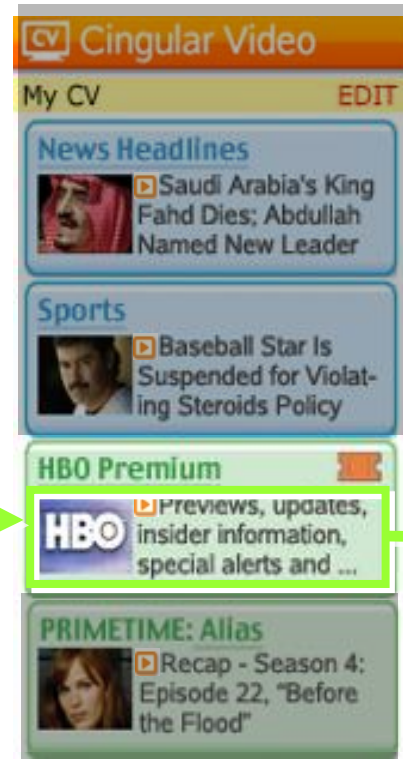 CV Cingular Video
My CV EDIT
News Headlines
Saudi Arabia's King
Fahd Dies; Abdullah
Named New Leader
Sports
Baseball Star Is
Suspended for Violat-
ing Steroids Policy
HBO Premium
HBO
Previews, updates,
insider information,
special alerts and ...
PRIMETIME: Alias
Recap - Season 4:
Episode 22, "Before
the Flood"